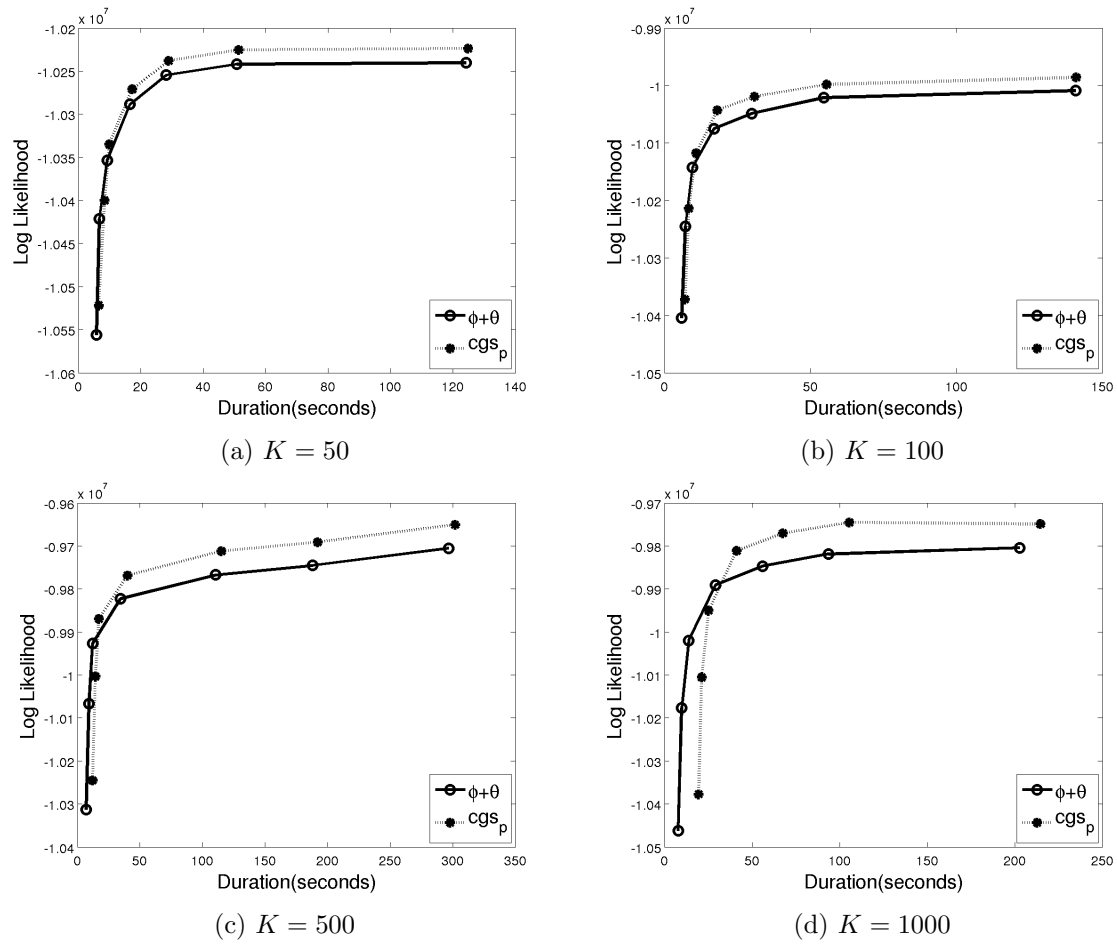 x 10^7
-1.02
-1.025
-1.03
-1.035
-1.04
-1.045
-1.05
-1.055
-1.06
Log Likelihood
0 20 40 60 80 100 120 140
Duration(seconds)
ϕ+θ
cgs_p
(a) K = 50
x 10^7
-0.99
-1
-1.01
-1.02
-1.03
-1.04
-1.05
Log Likelihood
0 50 100 150
Duration(seconds)
ϕ+θ
cgs_p
(b) K = 100
x 10^7
-0.96
-0.97
-0.98
-0.99
-1
-1.01
-1.02
-1.03
-1.04
Log Likelihood
0 50 100 150 200 250 300 350
Duration(seconds)
ϕ+θ
cgs_p
(c) K = 500
x 10^7
-0.97
-0.98
-0.99
-1
-1.01
-1.02
-1.03
-1.04
-1.05
Log Likelihood
0 50 100 150 200 250
Duration(seconds)
ϕ+θ
cgs_p
(d) K = 1000